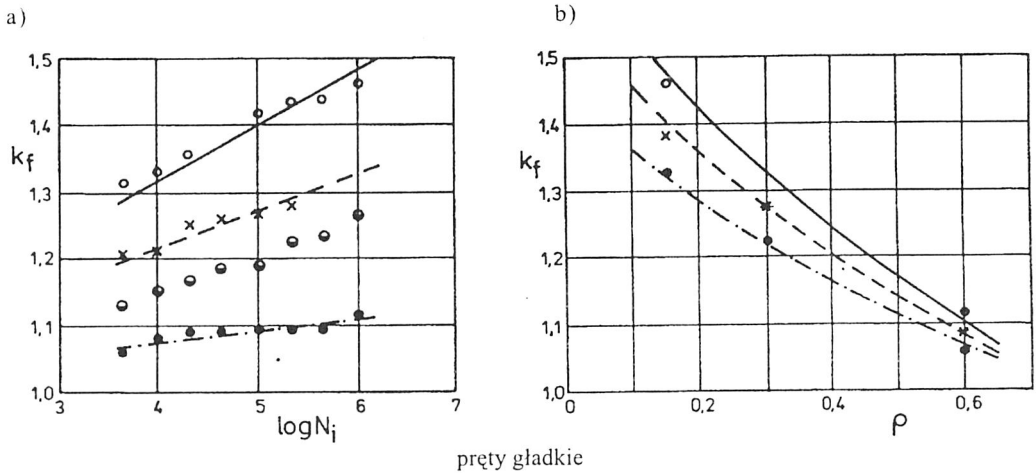 a)
b)
1,5
1,4
k_f
1,3
1,2
1,1
1,0
3 4 5 6 7
logN_i
1,5
1,4
k_f
1,3
1,2
1,1
1,0
0 0,2 0,4 0,6
ρ
pręty gładkie